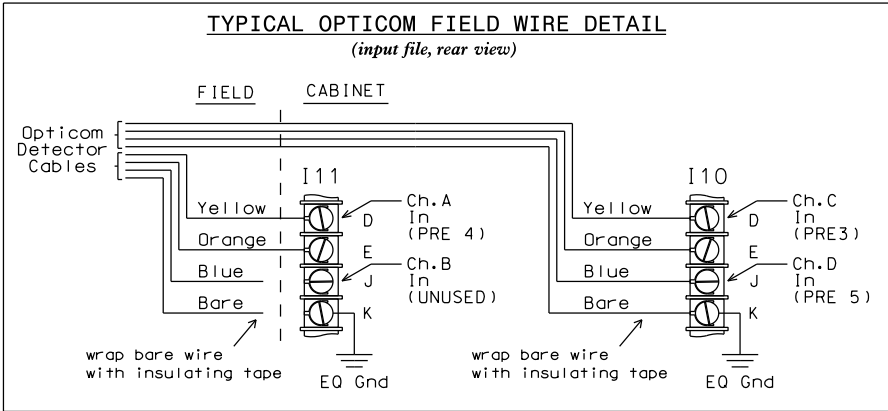 TYPICAL OPTICOM FIELD WIRE DETAIL
(input file, rear view)
FIELD
CABINET
Opticom
Detector
Cables
I11
Yellow
D
Ch.A
In
(PRE 4)
Orange
E
Blue
J
Ch.B
In
(UNUSED)
Bare
K
wrap bare wire
with insulating tape
EQ Gnd
I10
Yellow
D
Ch.C
In
(PRE3)
Orange
E
Blue
J
Ch.D
In
(PRE 5)
Bare
K
wrap bare wire
with insulating tape
EQ Gnd